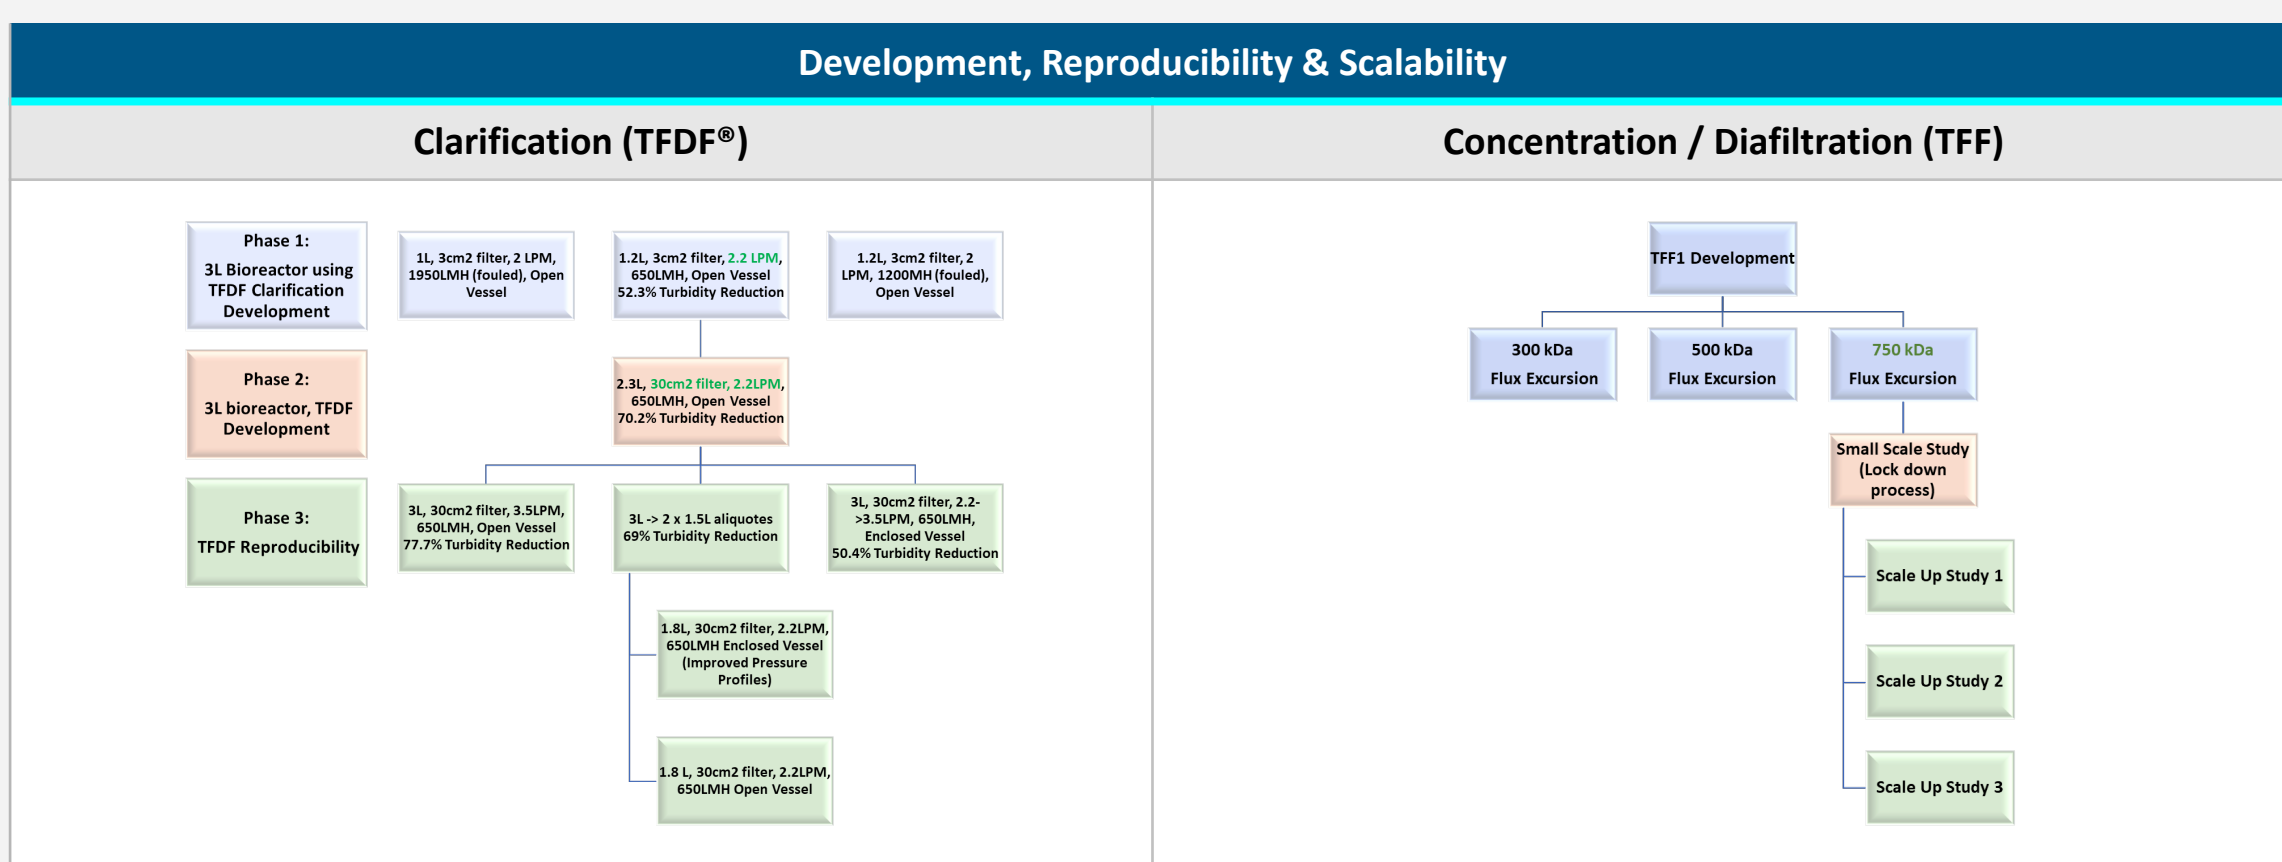 Development, Reproducibility & Scalability
Clarification (TFDF®)
Concentration / Diafiltration (TFF)
Phase 1:
3L Bioreactor using
TFDF Clarification
Development
1L, 3cm2 filter, 2 LPM,
1950LMH (fouled), Open
Vessel
1.2L, 3cm2 filter, 2.2 LPM,
650LMH, Open Vessel
52.3% Turbidity Reduction
1.2L, 3cm2 filter, 2
LPM, 1200MH (fouled),
Open Vessel
Phase 2:
3L bioreactor, TFDF
Development
2.3L, 30cm2 filter, 2.2LPM,
650LMH, Open Vessel
70.2% Turbidity Reduction
Phase 3:
TFDF Reproducibility
3L, 30cm2 filter, 3.5LPM,
650LMH, Open Vessel
77.7% Turbidity Reduction
3L -> 2 x 1.5L aliquotes
69% Turbidity Reduction
3L, 30cm2 filter, 2.2-
>3.5LPM, 650LMH,
Enclosed Vessel
50.4% Turbidity Reduction
1.8L, 30cm2 filter, 2.2LPM,
650LMH Enclosed Vessel
(Improved Pressure
Profiles)
1.8 L, 30cm2 filter, 2.2LPM,
650LMH Open Vessel
TFF1 Development
300 kDa
Flux Excursion
500 kDa
Flux Excursion
750 kDa
Flux Excursion
Small Scale Study
(Lock down
process)
Scale Up Study 1
Scale Up Study 2
Scale Up Study 3